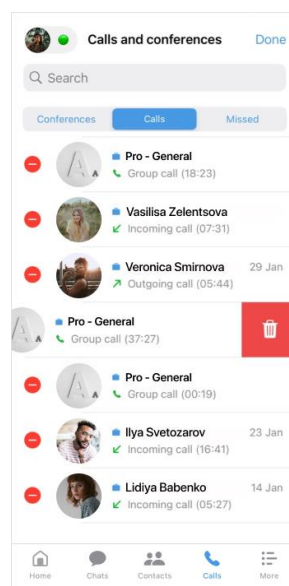 Calls and conferences
Done
Search
Conferences
Calls
Missed
Pro - General
Group call (18:23)
Vasilisa Zelentsova
Incoming call (07:31)
Veronica Smirnova
29 Jan
Outgoing call (05:44)
Pro - General
Group call (37:27)
Pro - General
Group call (00:19)
Ilya Svetozarov
23 Jan
Incoming call (16:41)
Lidiya Babenko
14 Jan
Incoming call (05:27)
Home
Chats
Contacts
Calls
More